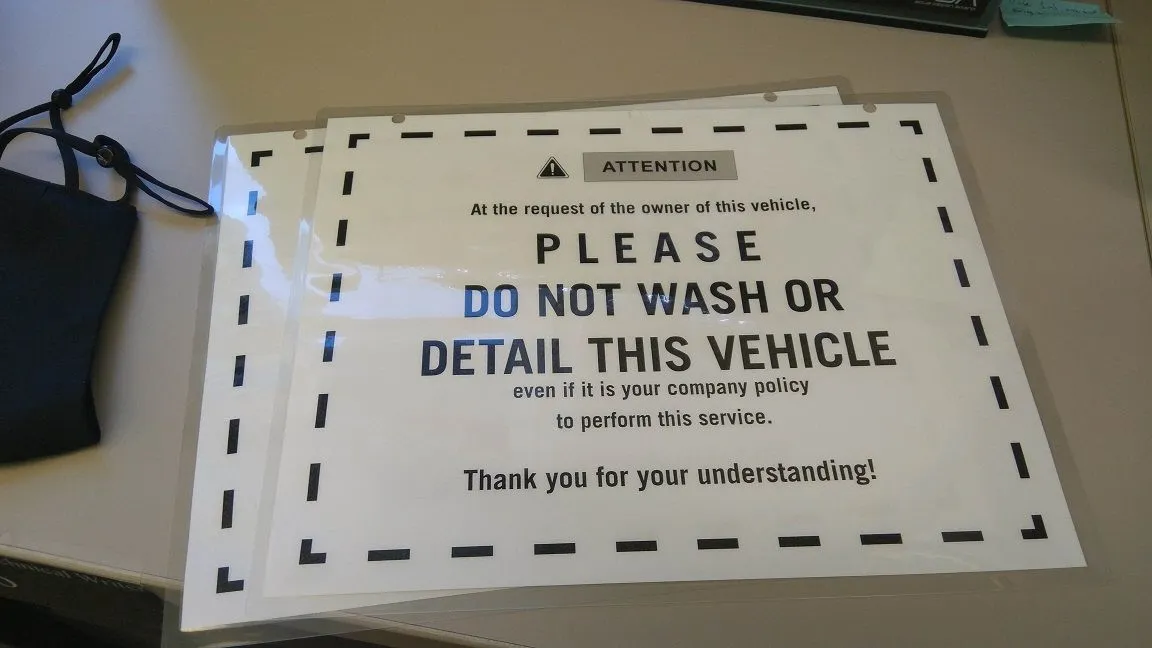 ATTENTION
At the request of the owner of this vehicle,
PLEASE
DO NOT WASH OR
DETAIL THIS VEHICLE
even if it is your company policy
to perform this service.
Thank you for your understanding!